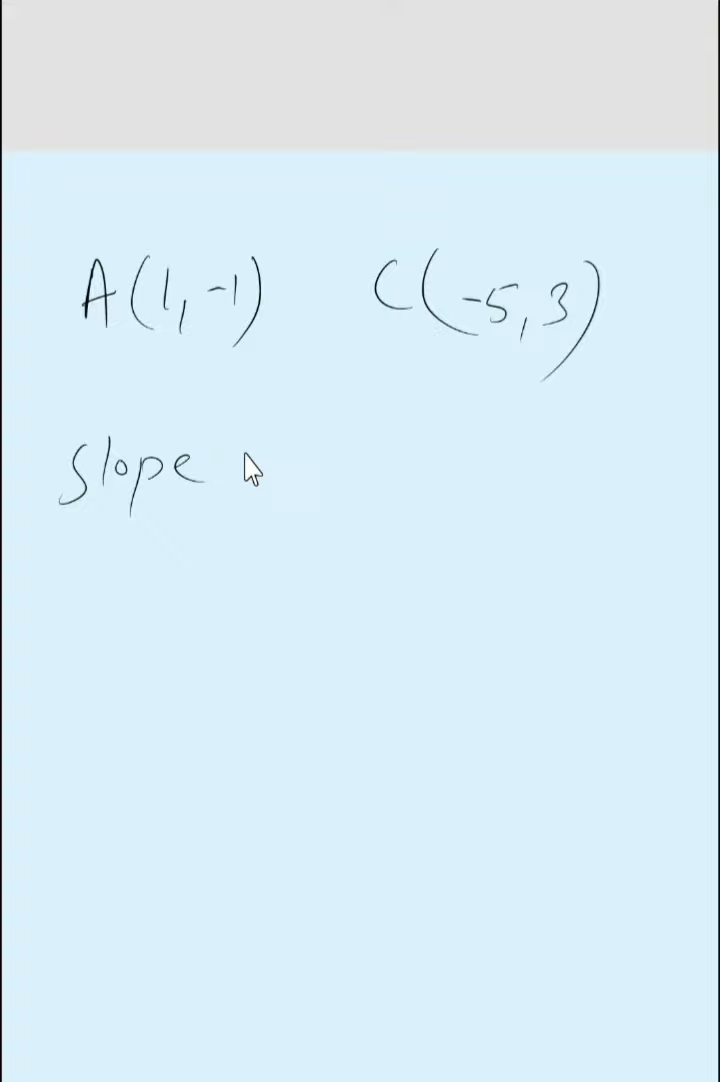 A(1, -1) C(-5, 3)
slope